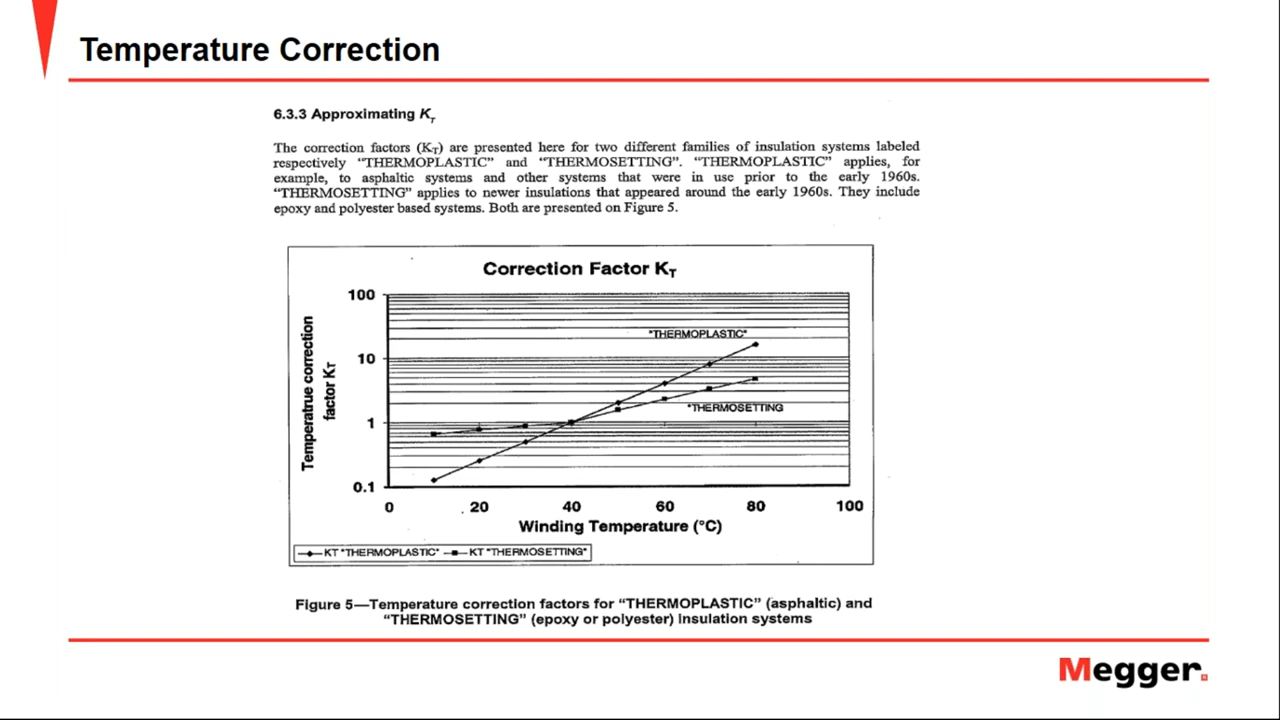 Temperature Correction
6.3.3 Approximating KT
The correction factors (KT) are presented here for two different families of insulation systems labeled
respectively “THERMOPLASTIC” and “THERMOSETTING”. “THERMOPLASTIC” applies, for
example, to asphaltic systems and other systems that were in use prior to the early 1960s.
“THERMOSETTING” applies to newer insulations that appeared around the early 1960s. They include
epoxy and polyester based systems. Both are presented on Figure 5.
Correction Factor KT
Temperatrue correction
factor KT
100
10
1
0.1
"THERMOPLASTIC"
"THERMOSETTING
0 20 40 60 80 100
Winding Temperature (°C)
KT "THERMOPLASTIC" KT "THERMOSETTING"
Figure 5—Temperature correction factors for “THERMOPLASTIC” (asphaltic) and
“THERMOSETTING” (epoxy or polyester) insulation systems
Megger.